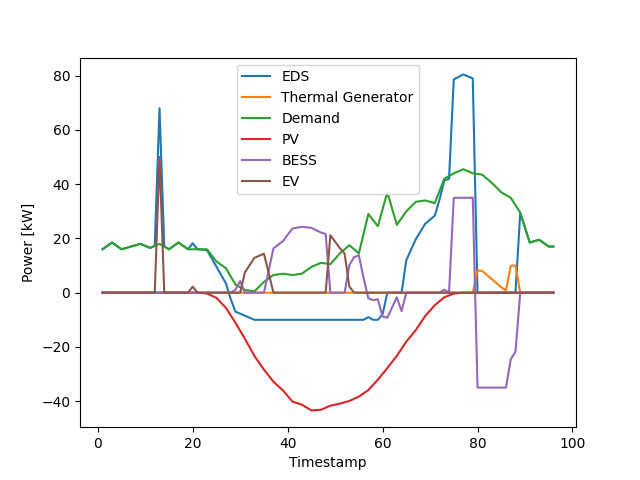 EDS
Thermal Generator
Demand
PV
BESS
EV
80
60
40
20
0
−20
−40
Power [kW]
0 20 40 60 80 100
Timestamp